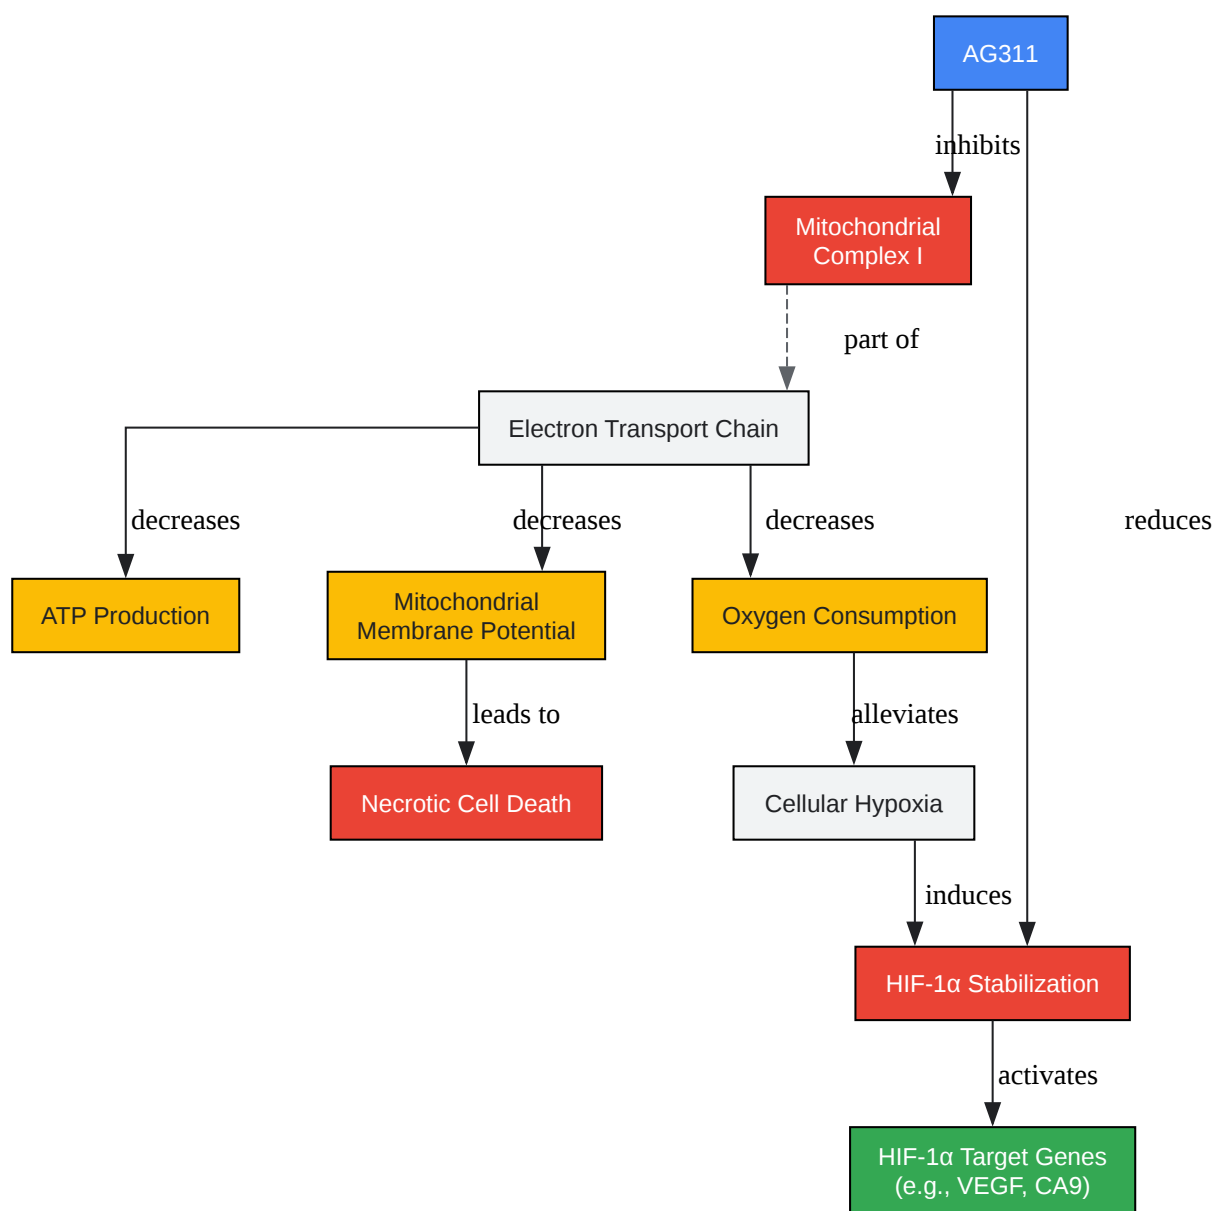 AG311
inhibits
Mitochondrial
Complex I
part of
Electron Transport Chain
decreases
decreases
decreases
reduces
ATP Production
Mitochondrial
Membrane Potential
Oxygen Consumption
leads to
alleviates
Necrotic Cell Death
Cellular Hypoxia
induces
HIF-1α Stabilization
activates
HIF-1α Target Genes
(e.g., VEGF, CA9)